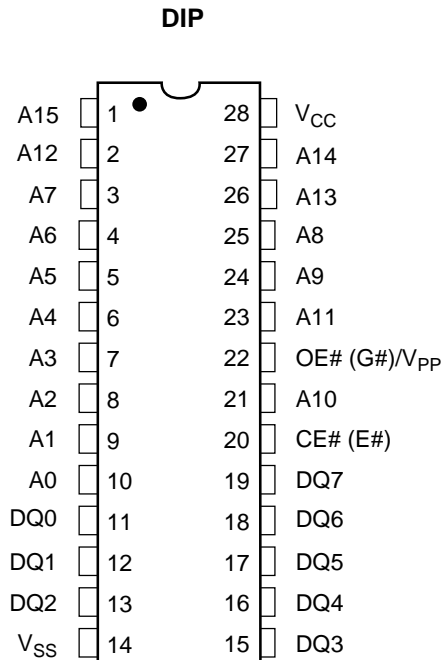 DIP
A15 1 28 VCC
A12 2 27 A14
A7 3 26 A13
A6 4 25 A8
A5 5 24 A9
A4 6 23 A11
A3 7 22 OE# (G#)/VPP
A2 8 21 A10
A1 9 20 CE# (E#)
A0 10 19 DQ7
DQ0 11 18 DQ6
DQ1 12 17 DQ5
DQ2 13 16 DQ4
VSS 14 15 DQ3